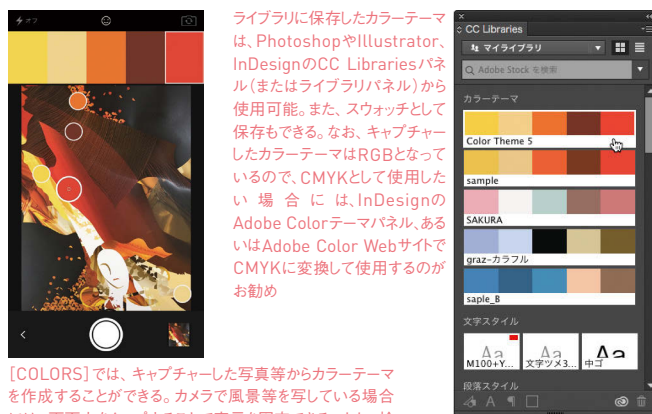 オフ
ライブラリに保存したカラーテーマ
は、PhotoshopやIllustrator、
InDesignのCC Librariesパネ
ル（またはライブラリパネル）から
使用可能。また、スウォッチとして
保存もできる。なお、キャプチャー
したカラーテーマはRGBとなって
いるので、CMYKとして使用した
い場合には、InDesignの
Adobe Colorテーマパネル、ある
いはAdobe Color Webサイトで
CMYKに変換して使用するのが
お勧め
[COLORS]では、キャプチャーした写真等からカラーテーマ
を作成することができる。カメラで風景等を写している場合
CC Libraries
マイライブラリ
Adobe Stock を検索
カラーテーマ
Color Theme 5
sample
SAKURA
graz-カラフル
saple_B
文字スタイル
Aa Aa Aa
M100+Y... 文字ツメ3... 中ゴ
段落スタイル